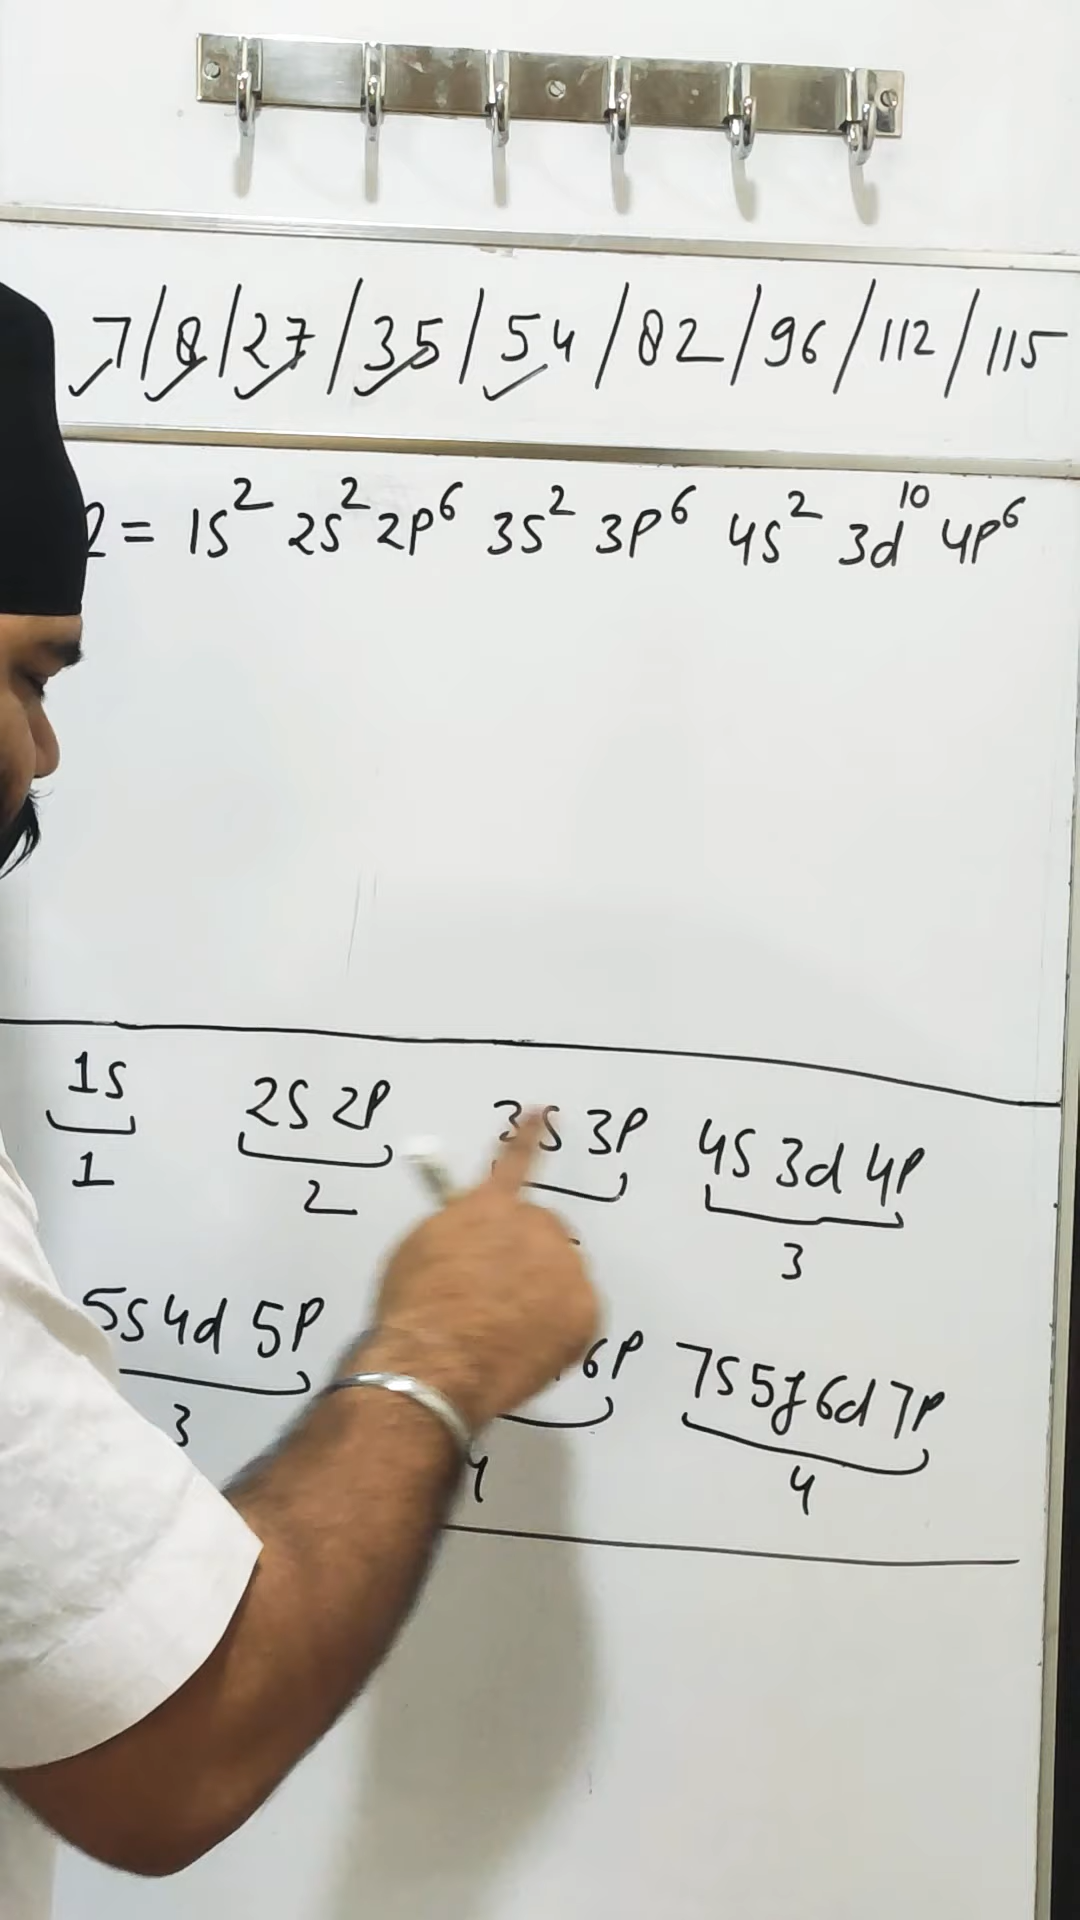 7/8/27/35/54/82/96/112/115
2 = 1s² 2s² 2p⁶ 3s² 3p⁶ 4s² 3d¹⁰ 4p⁶
1s 2s 2p 3s 3p 4s 3d 4p
1 2 3
5s 4d 5p 6p 7s 5f 6d 7p
3 4 4